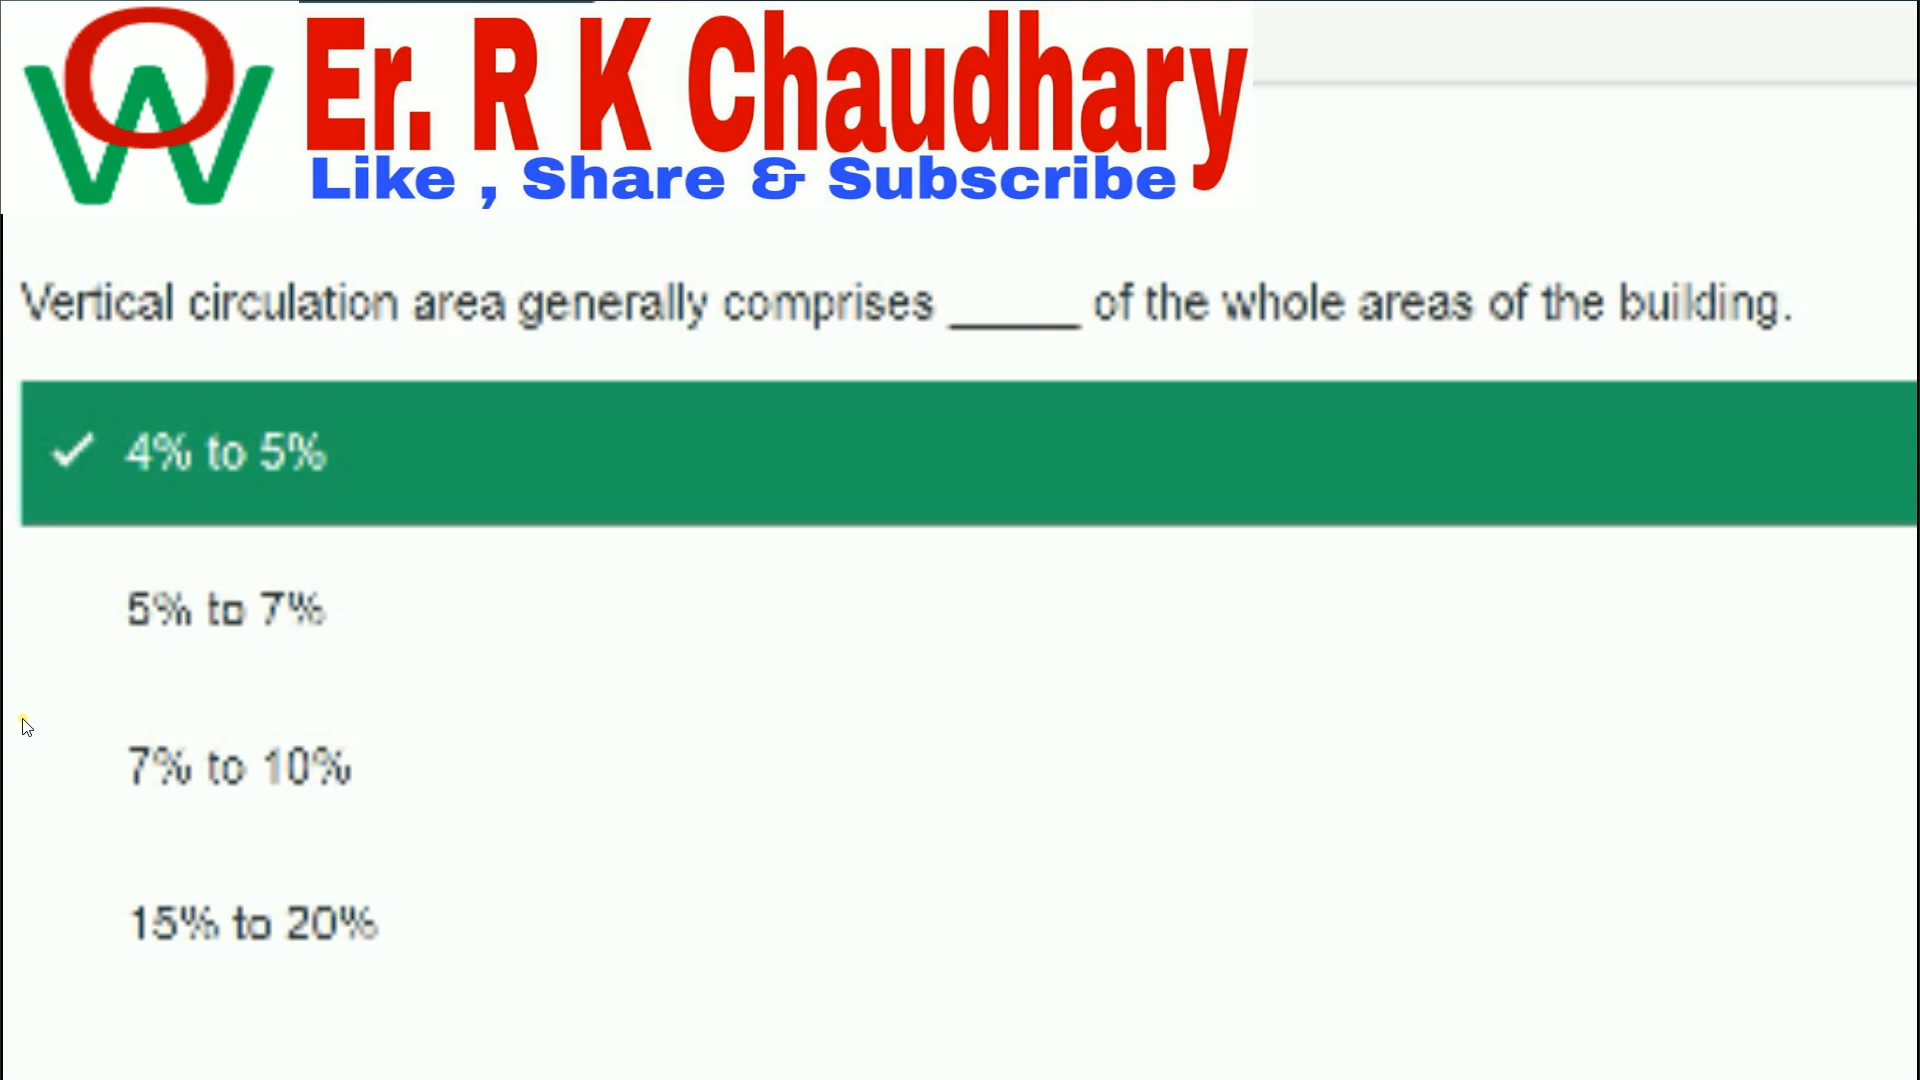 Er. R K Chaudhary
Like , Share & Subscribe
Vertical circulation area generally comprises _____ of the whole areas of the building.
✓ 4% to 5%
5% to 7%
7% to 10%
15% to 20%